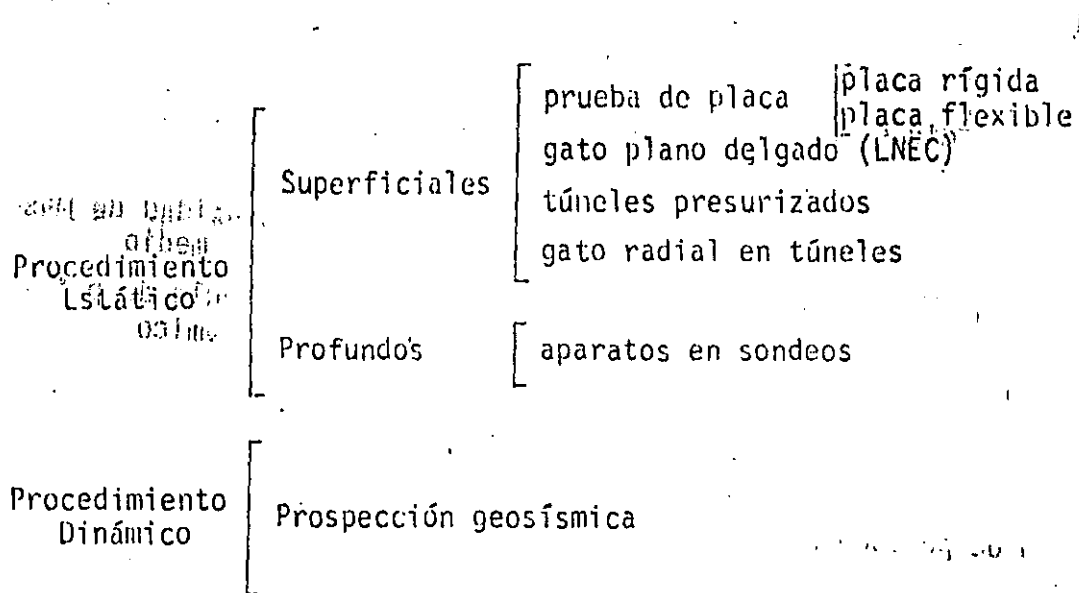 prueba de placa placa rígida
placa flexible
gato plano delgado (LNEC)
Superficiales
túneles presurizados
gato radial en túneles
Procedimiento
Estático
Profundos aparatos en sondeos
Procedimiento
Dinámico
Prospección geosísmica